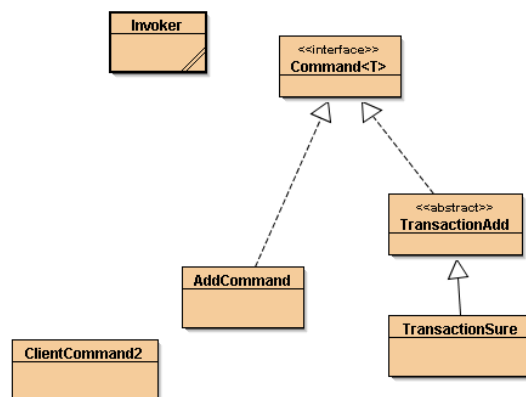 Invoker
<<interface>>
Command<T>
<<abstract>>
TransactionAdd
AddCommand
TransactionSure
ClientCommand2